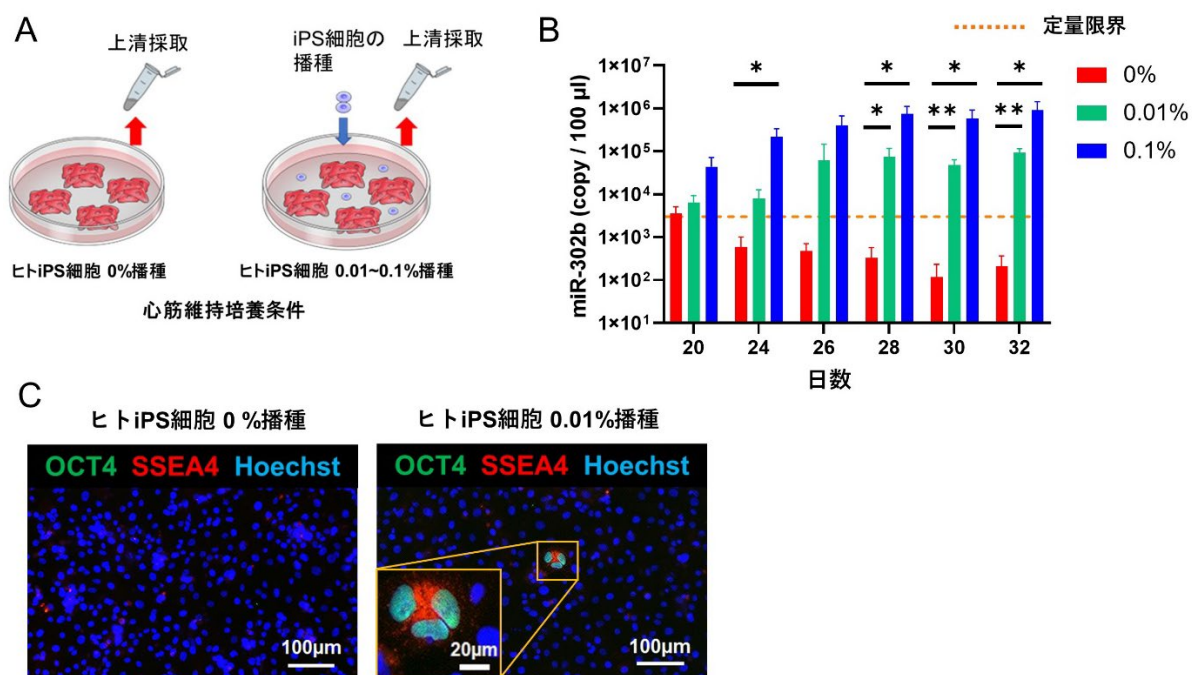 A
上清採取
iPS細胞の
播種
上清採取
ヒトiPS細胞 0%播種
ヒトiPS細胞 0.01~0.1%播種
心筋維持培養条件
B
定量限界
0%
0.01%
0.1%
miR-302b (copy / 100 µl)
1×10⁷
1×10⁶
1×10⁵
1×10⁴
1×10³
1×10²
1×10¹
*
* * *
* ** **
20 24 26 28 30 32
日数
C
ヒトiPS細胞 0 %播種
OCT4 SSEA4 Hoechst
100µm
ヒトiPS細胞 0.01%播種
OCT4 SSEA4 Hoechst
20µm
100µm